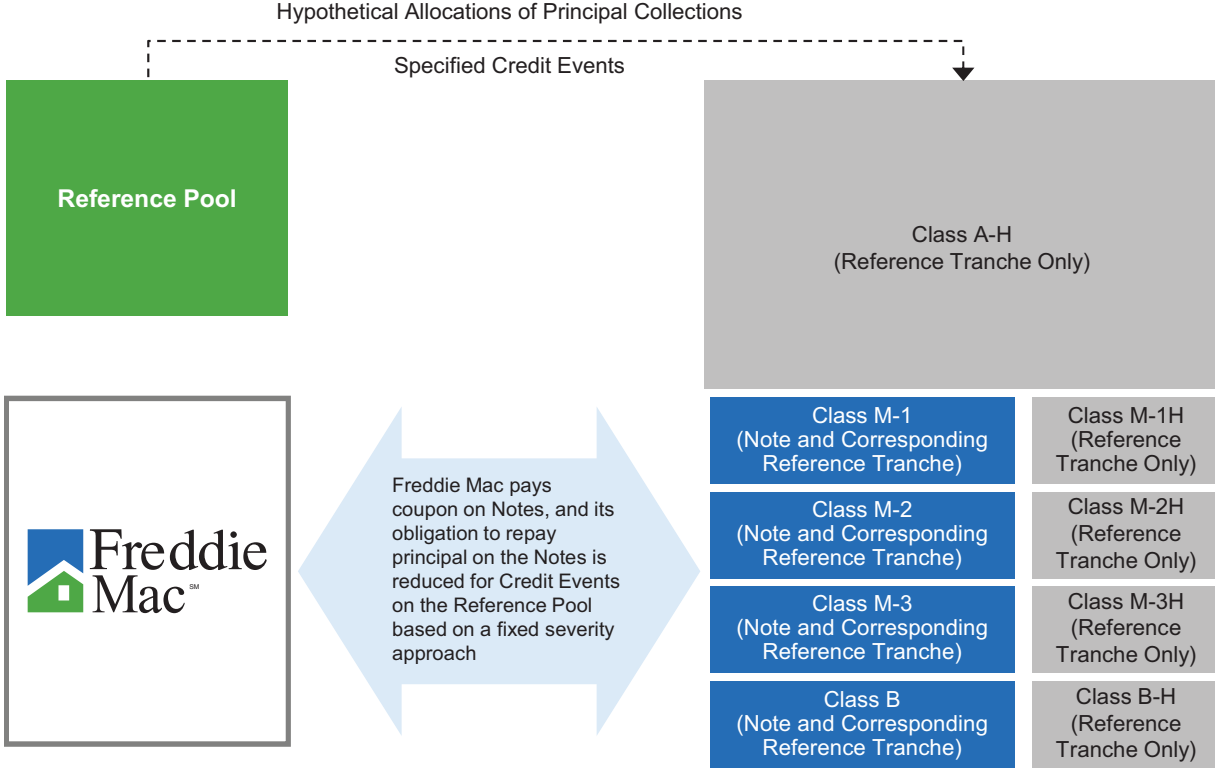 Hypothetical Allocations of Principal Collections
Specified Credit Events
Reference Pool
Class A-H
(Reference Tranche Only)
Freddie
Mac℠
Freddie Mac pays
coupon on Notes, and its
obligation to repay
principal on the Notes is
reduced for Credit Events
on the Reference Pool
based on a fixed severity
approach
Class M-1
(Note and Corresponding
Reference Tranche)
Class M-1H
(Reference
Tranche Only)
Class M-2
(Note and Corresponding
Reference Tranche)
Class M-2H
(Reference
Tranche Only)
Class M-3
(Note and Corresponding
Reference Tranche)
Class M-3H
(Reference
Tranche Only)
Class B
(Note and Corresponding
Reference Tranche)
Class B-H
(Reference
Tranche Only)